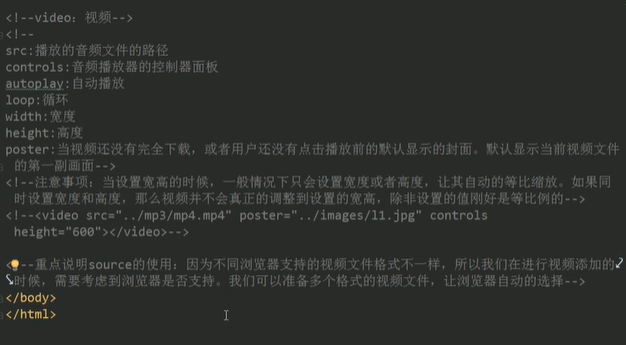 <!--video：视频-->
<!--
src:播放的音频文件的路径
controls:音频播放器的控制器面板
autoplay:自动播放
loop:循环
width:宽度
height:高度
poster:当视频还没有完全下载，或者用户还没有点击播放前的默认显示的封面。默认显示当前视频文件
的第一副画面-->
<!--注意事项：当设置宽高的时候，一般情况下只会设置宽度或者高度，让其自动的等比缩放。如果同
时设置宽度和高度，那么视频并不会真正的调整到设置的宽高，除非设置的值刚好是等比例的-->
<!--<video src="../mp3/mp4.mp4" poster="../images/l1.jpg" controls
height="600"></video>-->
<!--重点说明source的使用：因为不同浏览器支持的视频文件格式不一样，所以我们在进行视频添加的
时候，需要考虑到浏览器是否支持。我们可以准备多个格式的视频文件，让浏览器自动的选择-->
</body>
</html>